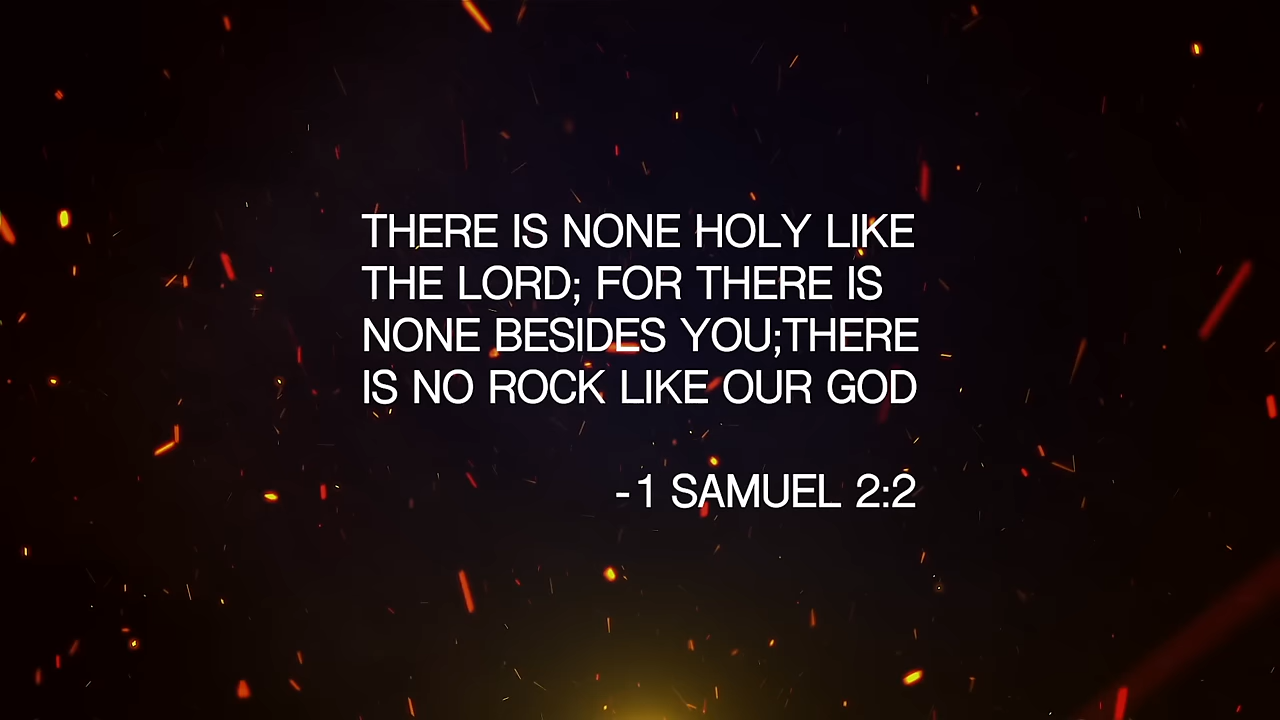 THERE IS NONE HOLY LIKE
THE LORD; FOR THERE IS
NONE BESIDES YOU;THERE
IS NO ROCK LIKE OUR GOD
-1 SAMUEL 2:2